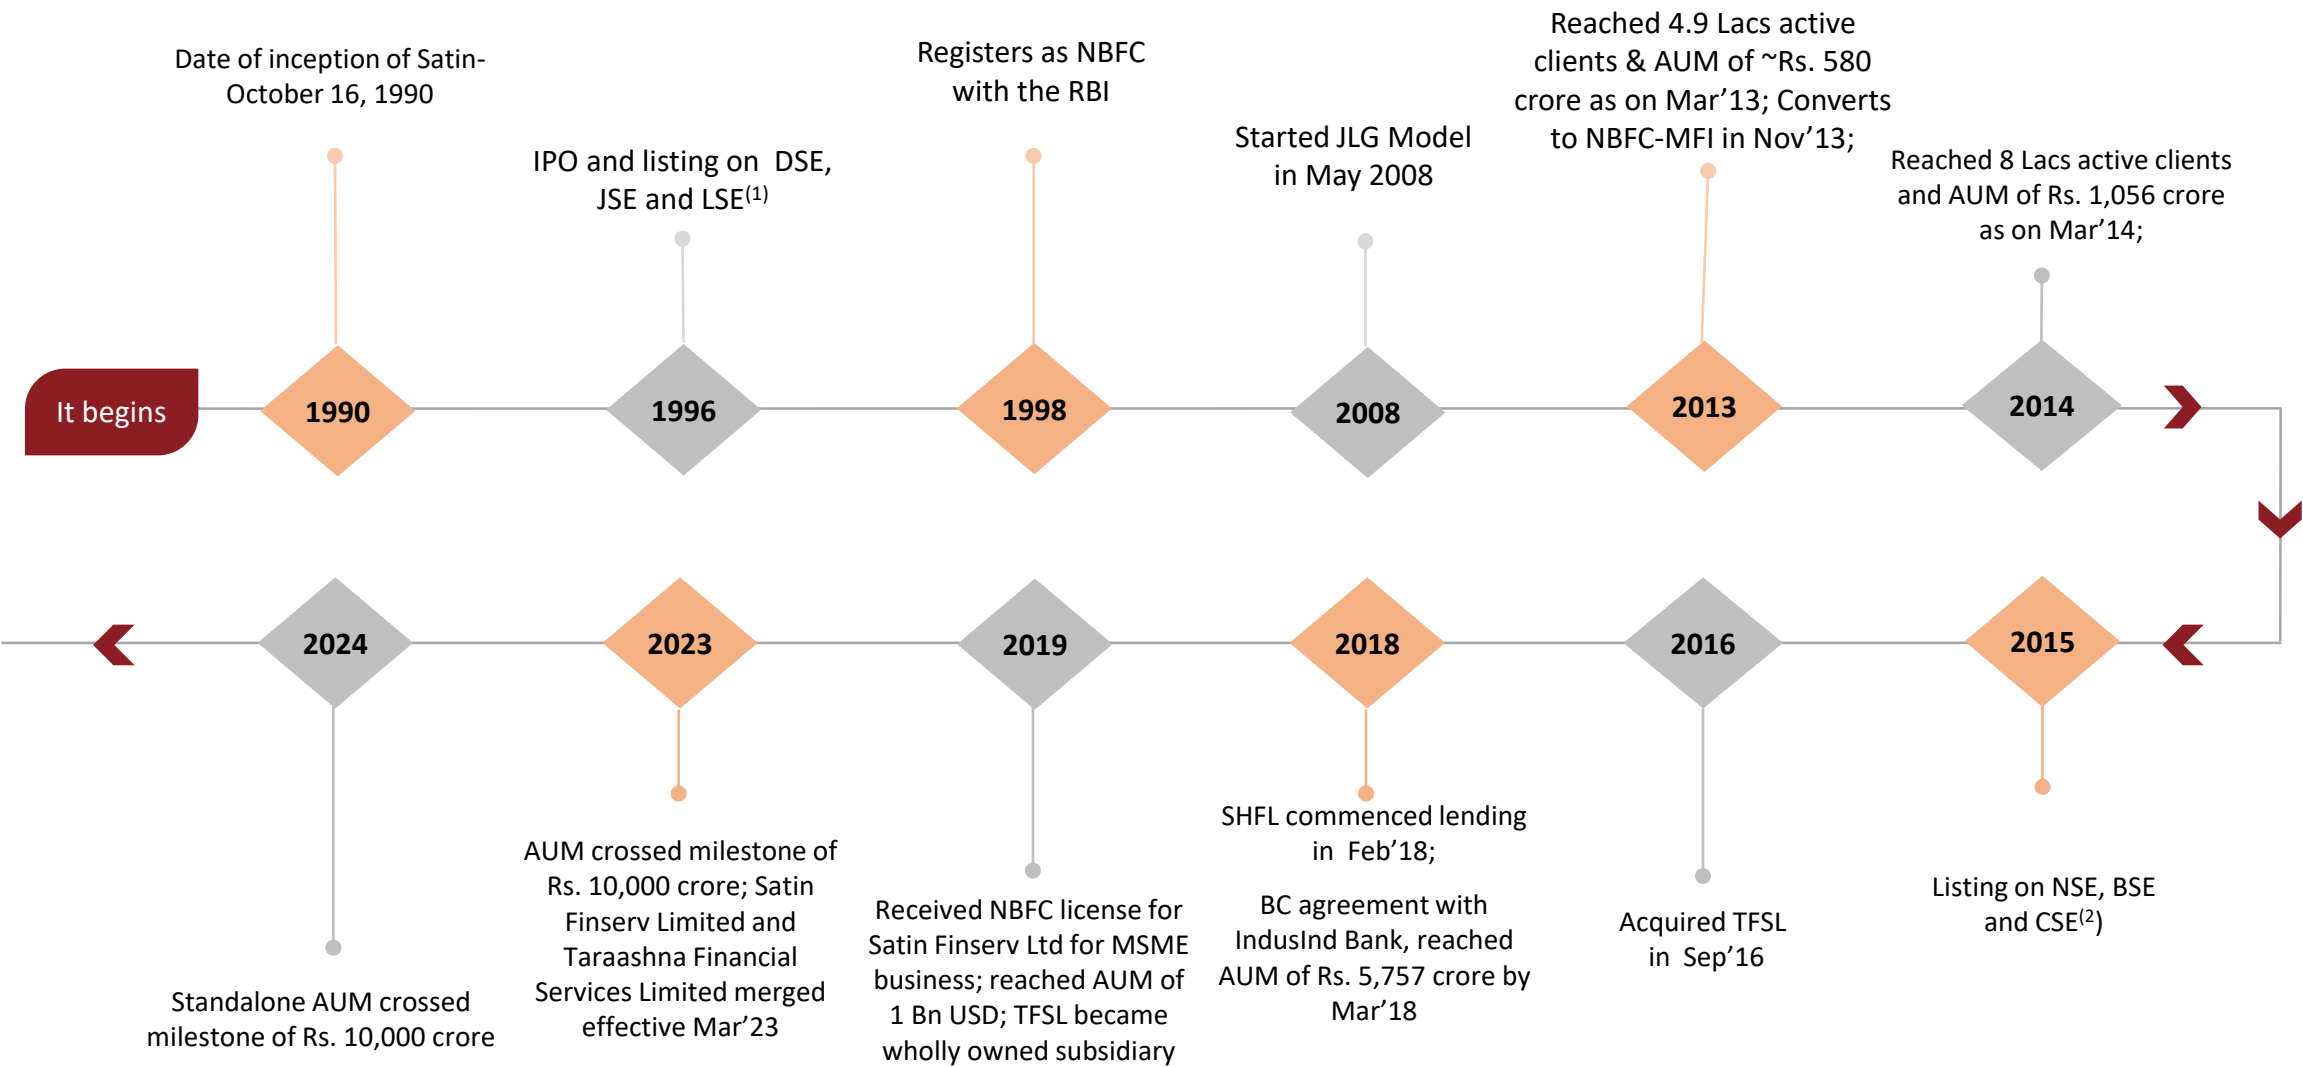 Date of inception of Satin-
October 16, 1990
IPO and listing on  DSE,
JSE and LSE(1)
Registers as NBFC
with the RBI
Started JLG Model
in May 2008
Reached 4.9 Lacs active
clients & AUM of ~Rs. 580
crore as on Mar’13; Converts
to NBFC-MFI in Nov’13;
Reached 8 Lacs active clients
and AUM of Rs. 1,056 crore
as on Mar’14;
It begins
1990
1996
1998
2008
2013
2014
2015
2016
2018
2019
2023
2024
Listing on NSE, BSE
and CSE(2)
Acquired TFSL
in  Sep’16
SHFL commenced lending
in  Feb’18;
BC agreement with
IndusInd Bank, reached
AUM of Rs. 5,757 crore by
Mar’18
Received NBFC license for
Satin Finserv Ltd for MSME
business; reached AUM of
1 Bn USD; TFSL became
wholly owned subsidiary
AUM crossed milestone of
Rs. 10,000 crore; Satin
Finserv Limited and
Taraashna Financial
Services Limited merged
effective Mar’23
Standalone AUM crossed
milestone of Rs. 10,000 crore